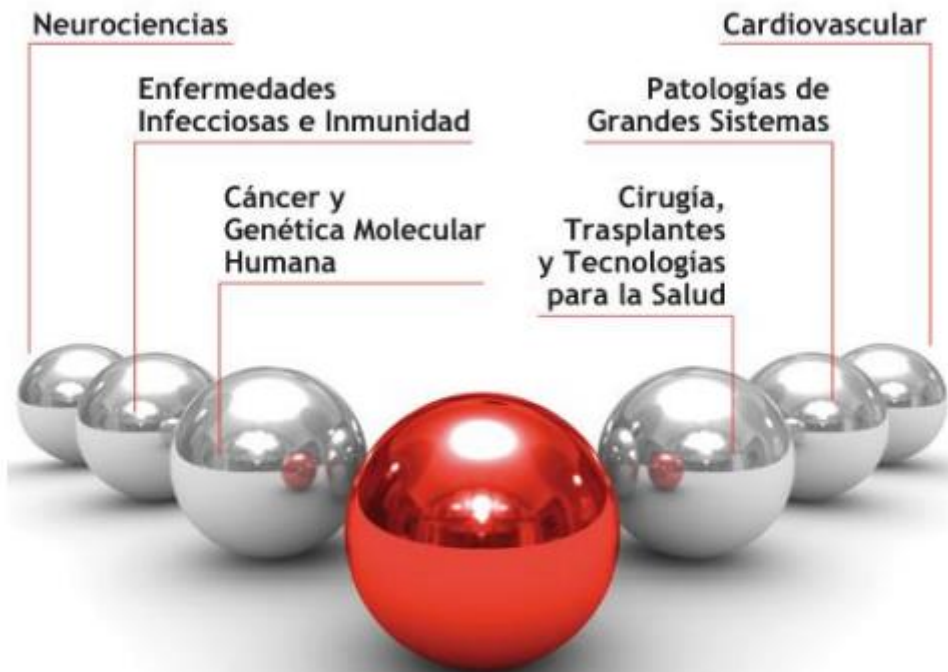 Neurociencias
Cardiovascular
Enfermedades
Infecciosas e Inmunidad
Patologías de
Grandes Sistemas
Cáncer y
Genética Molecular
Humana
Cirugía,
Trasplantes
y Tecnologías
para la Salud